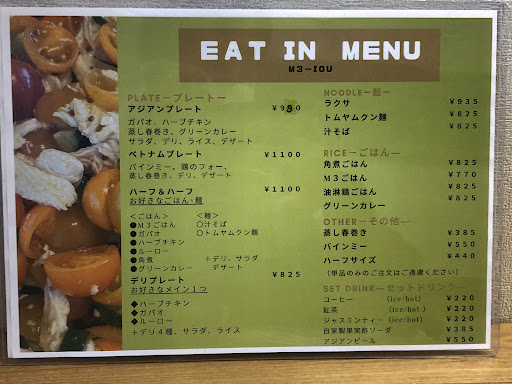 EAT IN MENU
M3-IOU
PLATE―プレート―
アジアンプレート ￥990
ガパオ、ハーブチキン
蒸し春巻き、グリーンカレー
サラダ、デリ、ライス、デザート
ベトナムプレート ￥1100
バインミー、鶏のフォー、
蒸し春巻き、デリ、デザート
ハーフ＆ハーフ ￥1100
お好きなごはん×麺
＜ごはん＞ ＜麺＞
●M3ごはん 〇汁そば
●ガパオ 〇トムヤムクン麺
●ハーブチキン
●ルーロー
●角煮 ＋デリ、サラダ
●グリーンカレー デザート
デリプレート ￥825
お好きなメイン１つ
◆ハーブチキン
◆ガパオ
◆ルーロー
＋デリ４種、サラダ、ライス
NOODLE―麺―
ラクサ ￥935
トムヤムクン麺 ￥825
汁そば ￥825
RICE―ごはん―
角煮ごはん ￥825
M３ごはん ￥770
油淋鶏ごはん ￥825
グリーンカレー ￥825
OTHER―その他―
蒸し春巻き ￥385
バインミー ￥550
ハーフサイズ ￥440
（単品のみのご注文はご遠慮ください）
SET DRINK―セットドリンク―
コーヒー (ice/hot) ￥220
紅茶 (ice/hot) ￥220
ジャスミンティー (ice/hot) ￥220
自家製果実酢ソーダ ￥385
アジアンビール ￥550